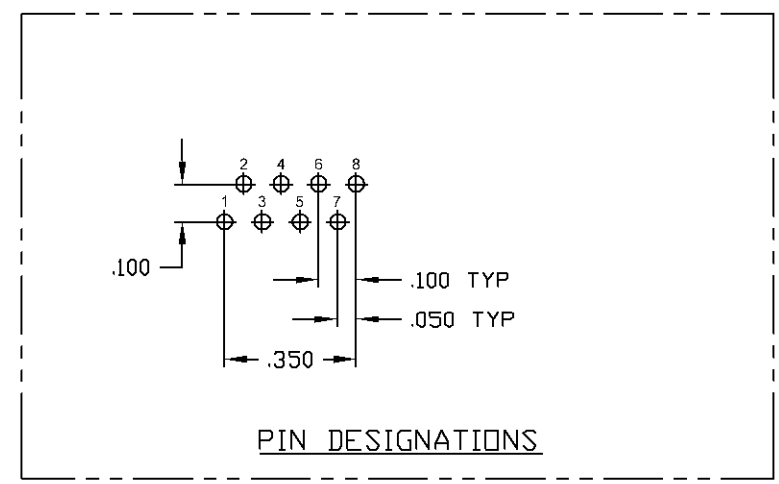 2 4 6 8
1 3 5 7
.100
.100 TYP
.050 TYP
.350
PIN DESIGNATIONS